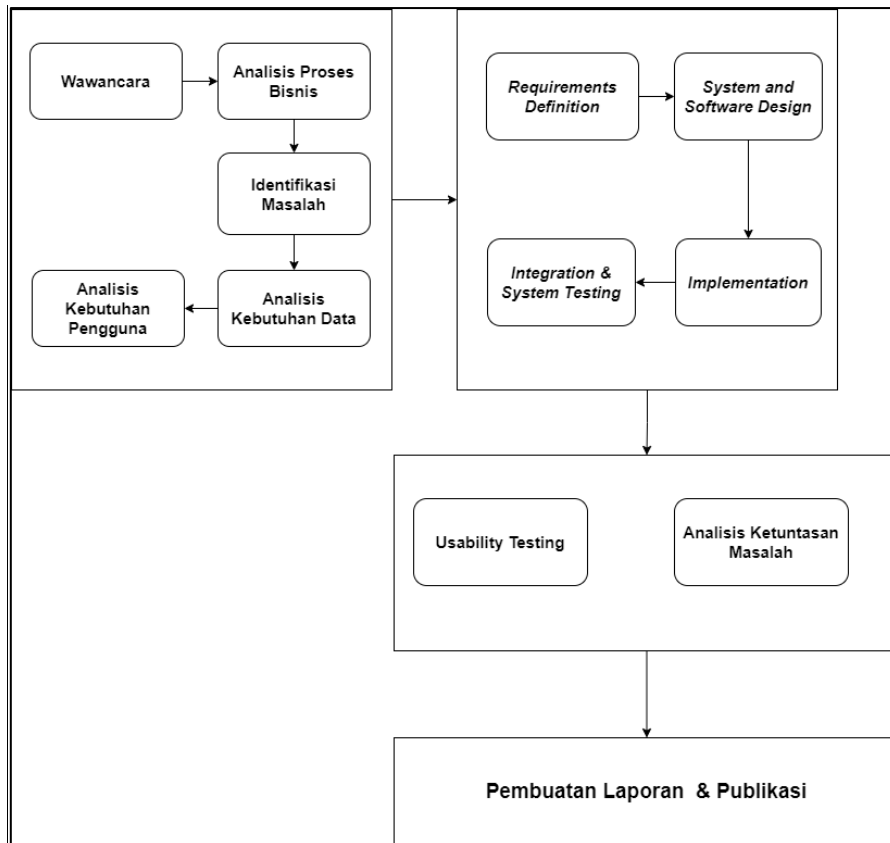 Wawancara
Analisis Proses
Bisnis
Identifikasi
Masalah
Analisis
Kebutuhan Data
Analisis
Kebutuhan
Pengguna
Requirements
Definition
System and
Software Design
Implementation
Integration &
System Testing
Usability Testing
Analisis Ketuntasan
Masalah
Pembuatan Laporan & Publikasi